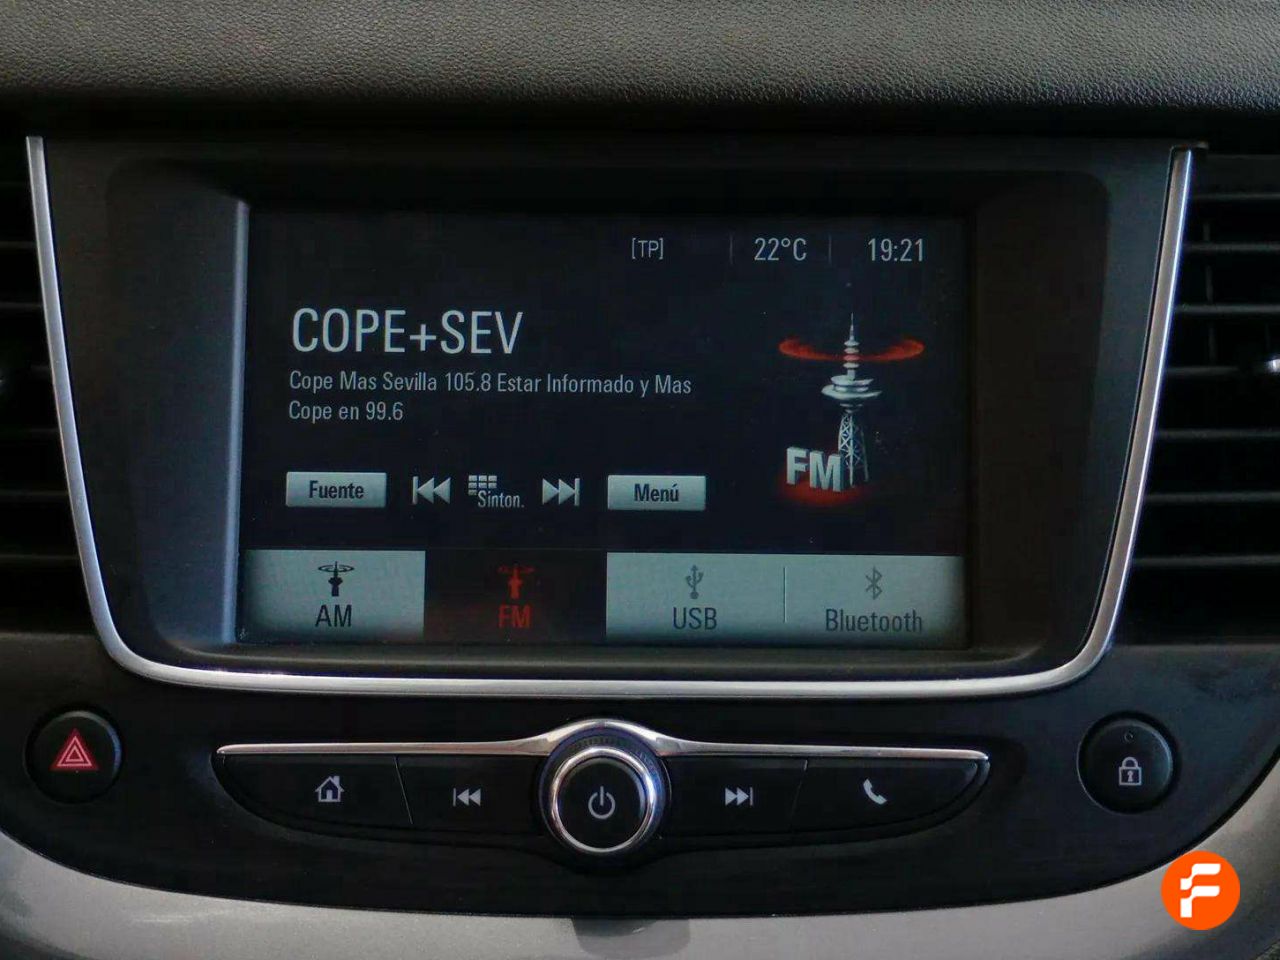 [TP] 22°C 19:21
COPE+SEV
Cope Mas Sevilla 105.8 Estar Informado y Mas
Cope en 99.6
FM
Fuente Sinton. Menú
AM FM USB Bluetooth
F